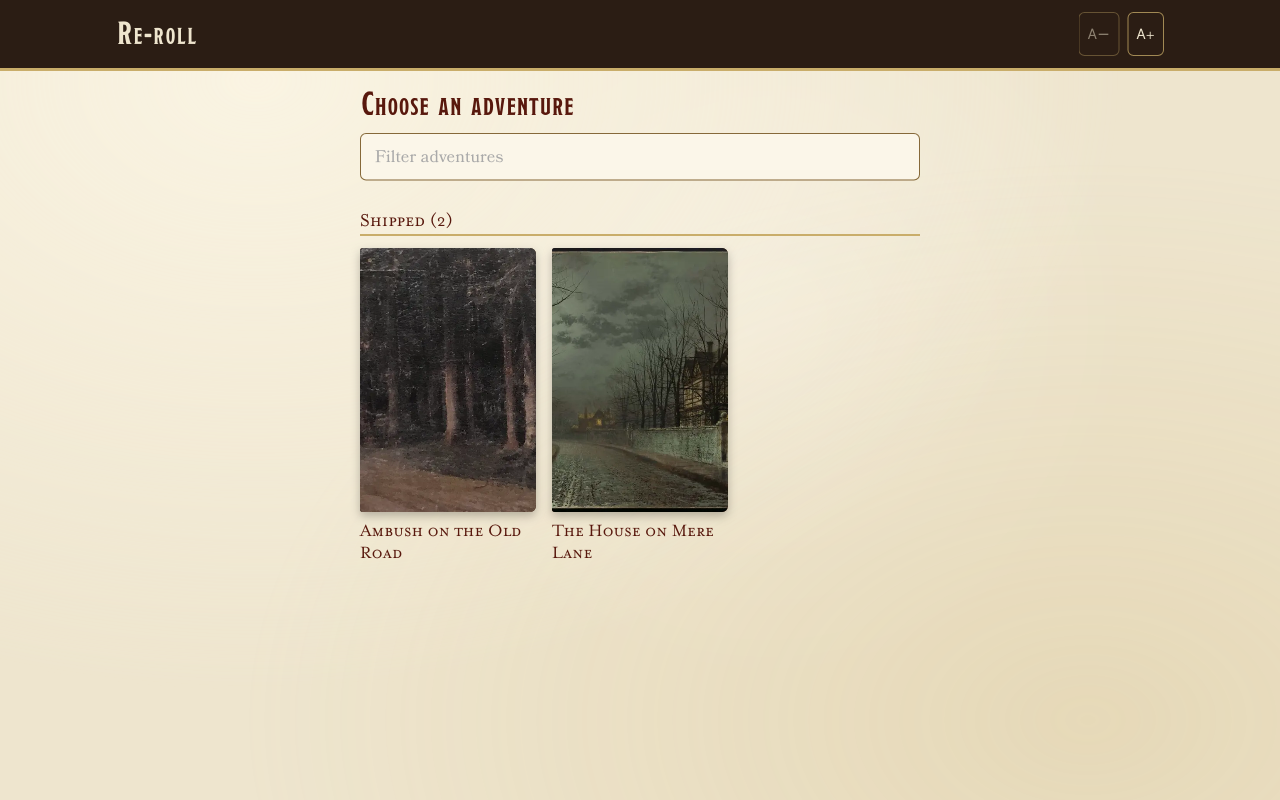 Re-roll
A−
A+
Choose an adventure
Filter adventures
Shipped (2)
Ambush on the Old
Road
The House on Mere
Lane